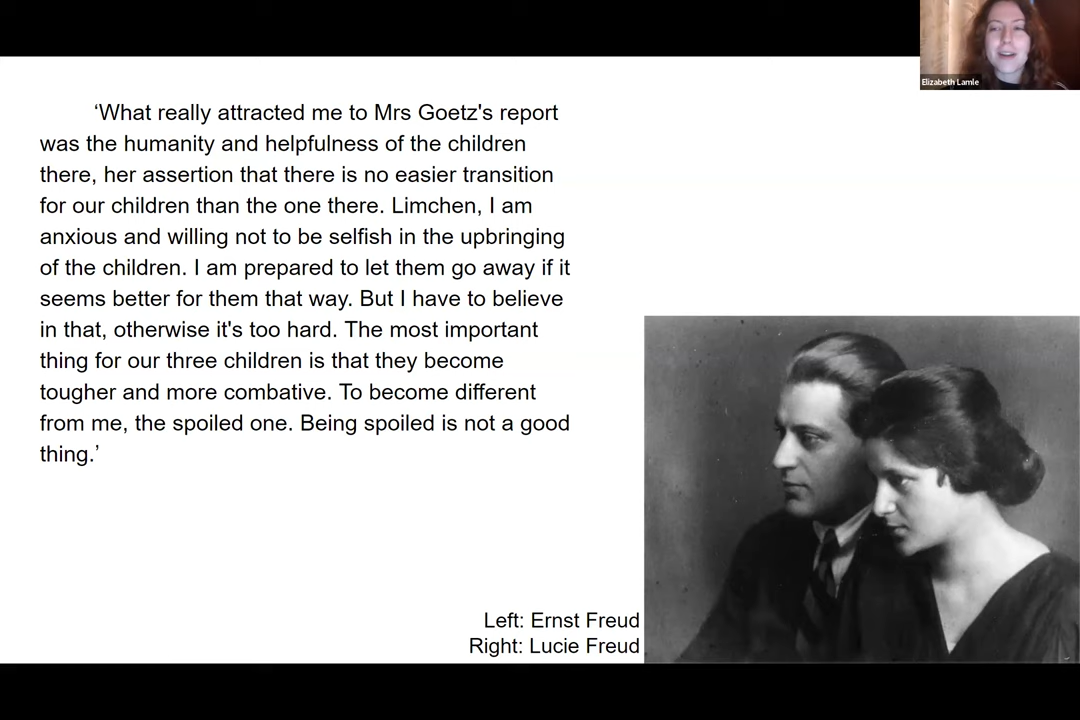 Elizabeth Lamle
‘What really attracted me to Mrs Goetz's report
was the humanity and helpfulness of the children
there, her assertion that there is no easier transition
for our children than the one there. Limchen, I am
anxious and willing not to be selfish in the upbringing
of the children. I am prepared to let them go away if it
seems better for them that way. But I have to believe
in that, otherwise it's too hard. The most important
thing for our three children is that they become
tougher and more combative. To become different
from me, the spoiled one. Being spoiled is not a good
thing.’
Left: Ernst Freud
Right: Lucie Freud